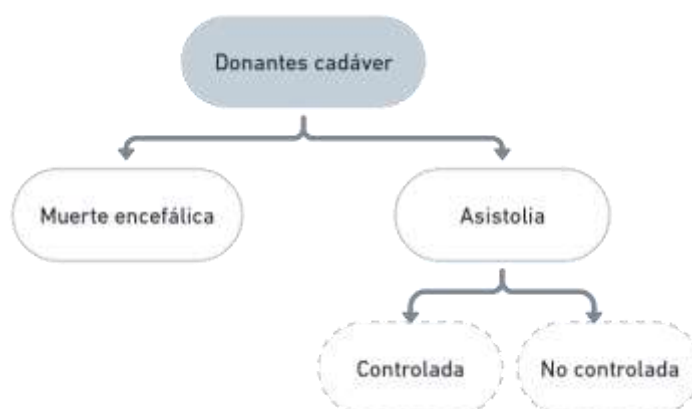 Donantes cadáver
Muerte encefálica
Asistolia
Controlada
No controlada